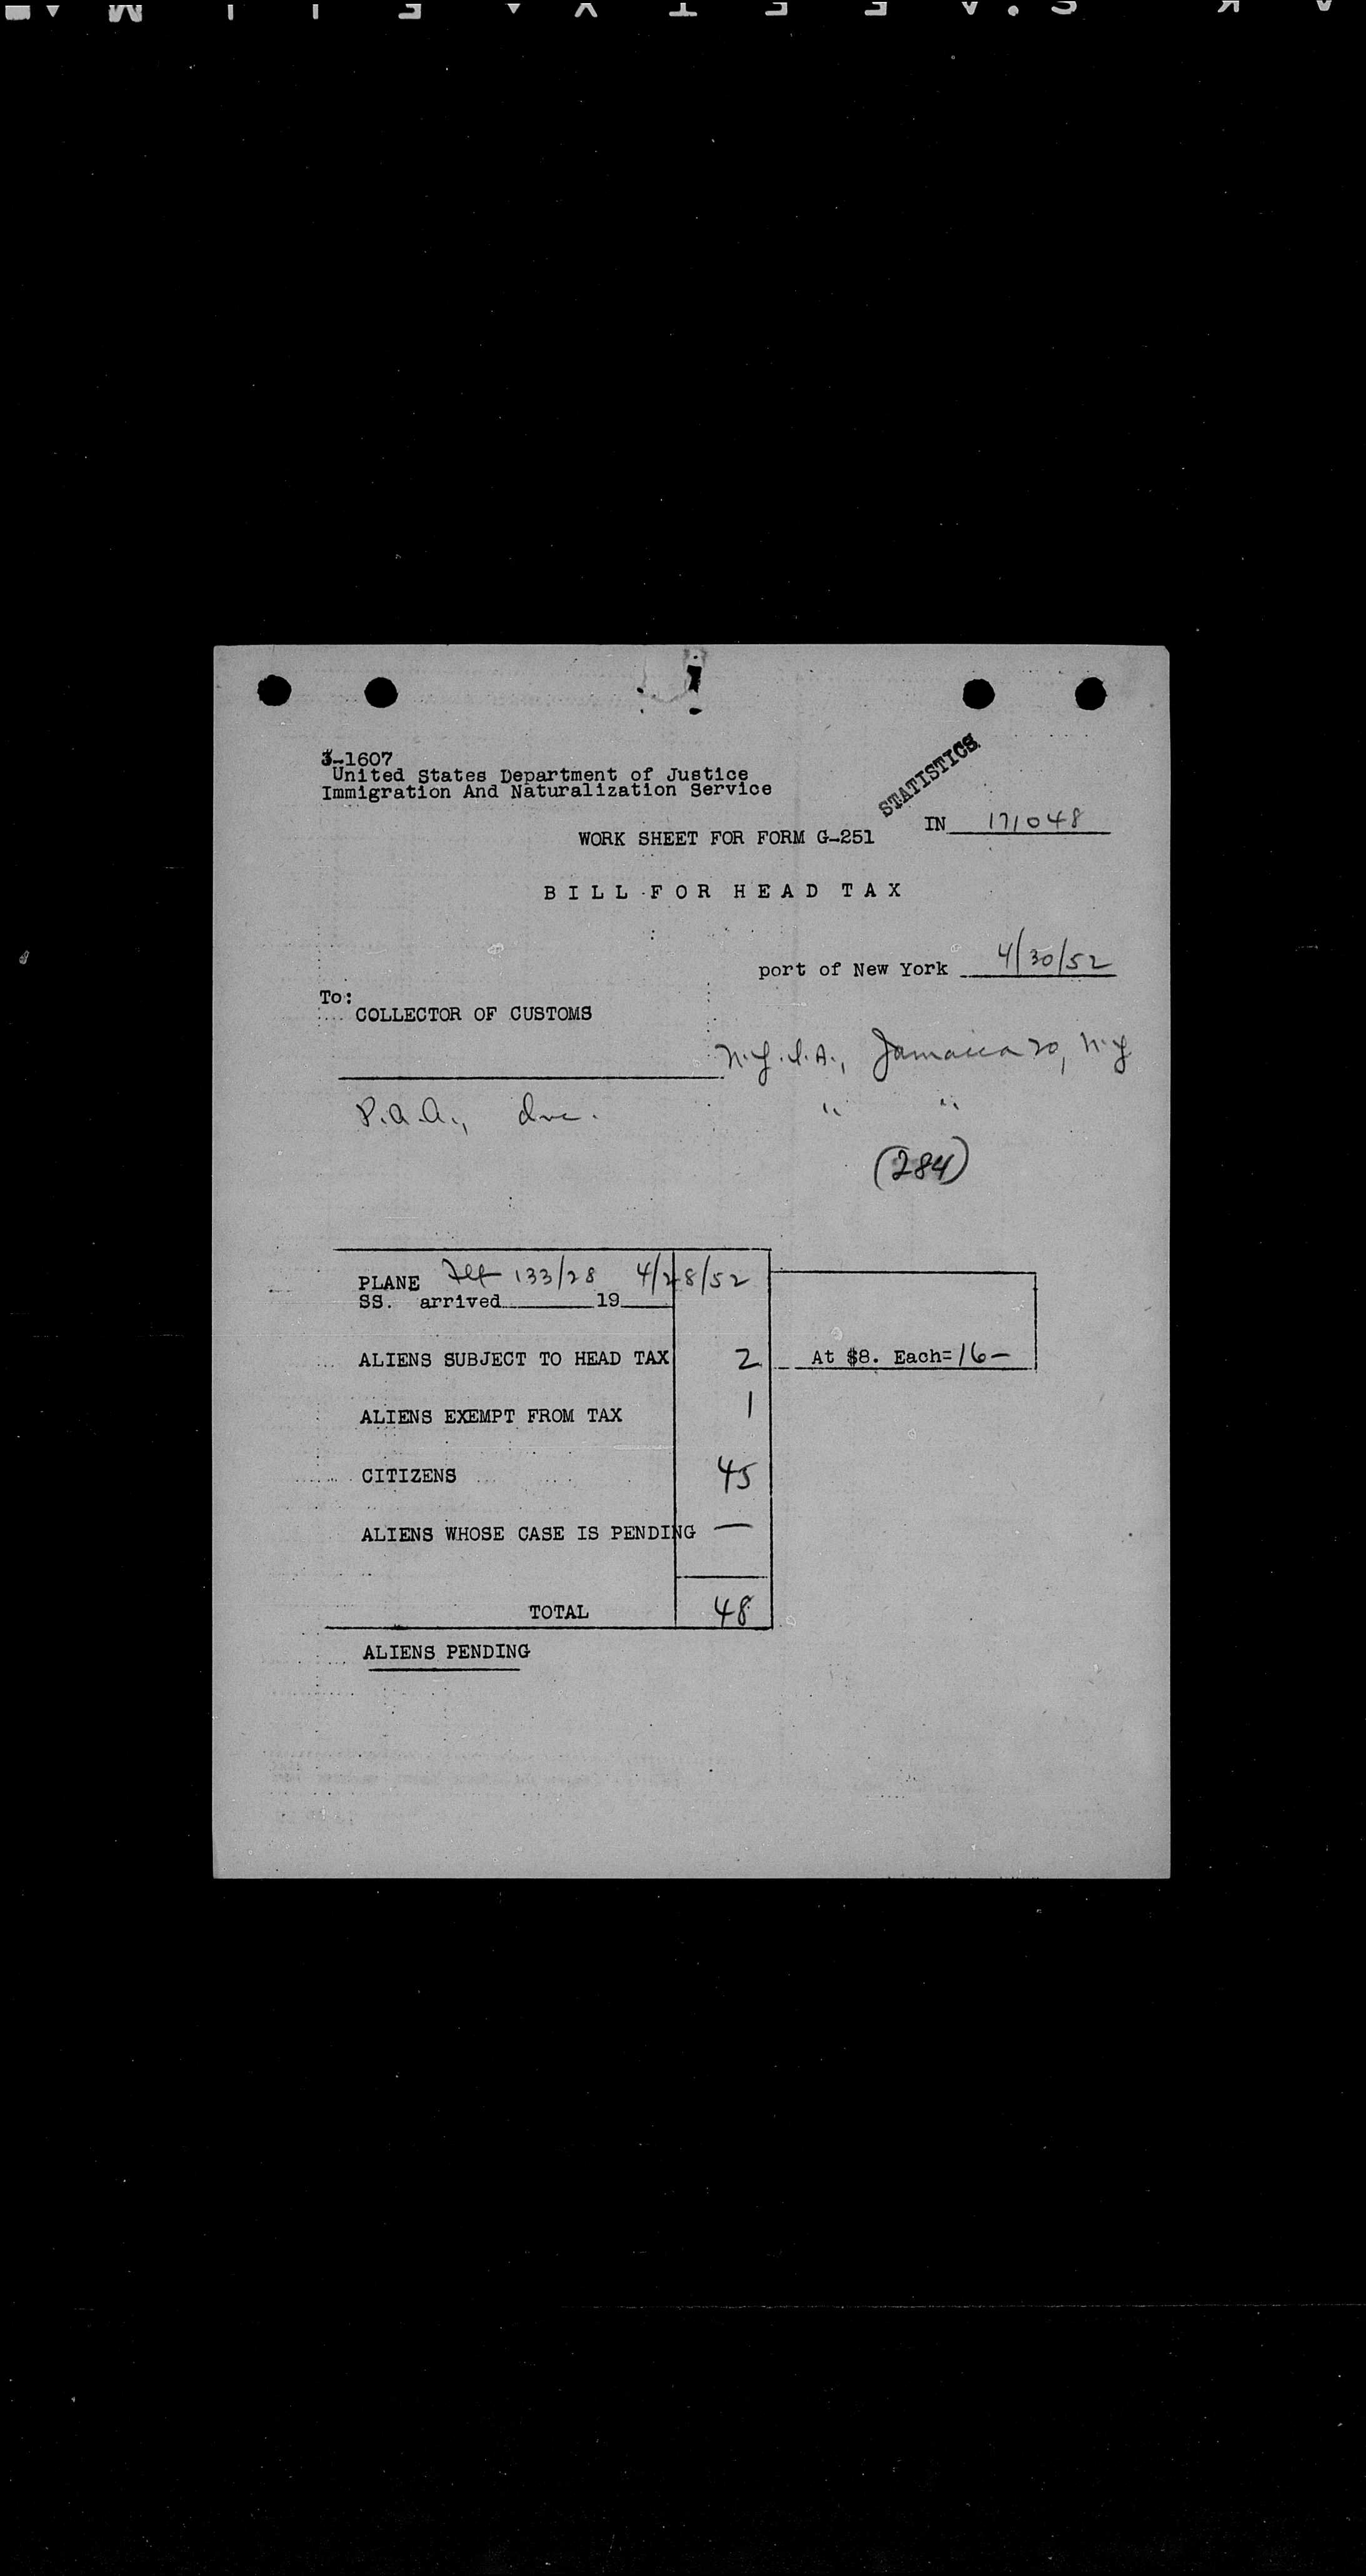 3-1607
United States Department of Justice
Immigration And Naturalization Service
STATISTICS
IN 171048
WORK SHEET FOR FORM G-251
BILL FOR HEAD TAX
port of New York 4/30/52
To:
COLLECTOR OF CUSTOMS
N.Y.I.A., Jamaica 20, N.Y
P.A.A., Inc. " "
(284)
PLANE Flt 133/28 4/28/52
SS. arrived 19
ALIENS SUBJECT TO HEAD TAX 2 At $8. Each= 16-
ALIENS EXEMPT FROM TAX 1
CITIZENS 45
ALIENS WHOSE CASE IS PENDING —
TOTAL 48
ALIENS PENDING